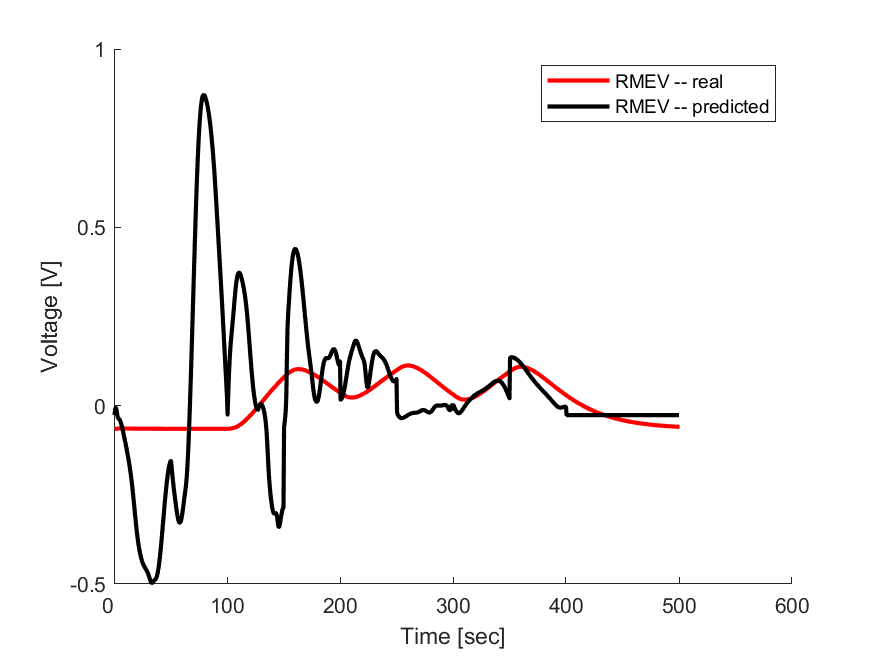 1
0.5
0
-0.5
0 100 200 300 400 500 600
Voltage [V]
Time [sec]
RMEV -- real
RMEV -- predicted